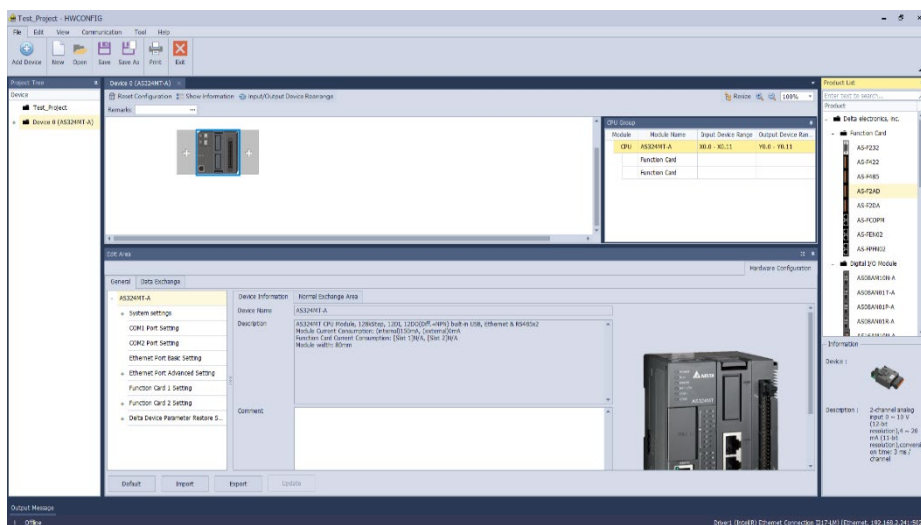 Test_Project - HWCONFIG
File Edit View Communication Tool Help
Add Device New Open Save Save As Print Exit
Project Tree
Device
Test_Project
Device 0 (AS324MT-A)
Device 0 (AS324MT-A)
Reset Configuration Show Information Input/Output Device Rearrange
Resize 100%
Remarks
CPU Group
Module Module Name Input Device Range Output Device Ran...
CPU AS324MT-A X0.0 - X0.11 Y0.0 - Y0.11
Function Card
Function Card
Edit Area
Hardware Configuration
General Data Exchange
AS324MT-A
System settings
COM1 Port Setting
COM2 Port Setting
Ethernet Port Basic Setting
Ethernet Port Advanced Setting
Function Card 1 Setting
Function Card 2 Setting
Delta Device Parameter Restore S...
Device Information Normal Exchange Area
Device Name AS324MT-A
Description
AS324MT CPU Module, 128kStep, 12DI, 12DO(Diff.+NPN) built-in USB, Ethernet & RS485x2
Module Current Consumption: (internal)150mA, (external)0mA
Function Card Current Consumption: [Slot 1]N/A, [Slot 2]N/A
Module width: 80mm
Comment
AS324MT
Default Import Export Update
Product List
Enter text to search...
Product
Delta electronics, inc.
Function Card
AS-F232
AS-F422
AS-F485
AS-F2AD
AS-F2DA
AS-FCOPM
AS-FEN02
AS-FPFN02
Digital I/O Module
AS08AM10N-A
AS08AN01T-A
AS08AN01P-A
AS08AN01R-A
Information
Device :
Description :
2-channel analog
input 0 ~ 10 V
(12-bit
resolution),4 ~ 20
mA (11-bit
resolution),convers
on time: 3 ms /
channel
Output Message
Offline